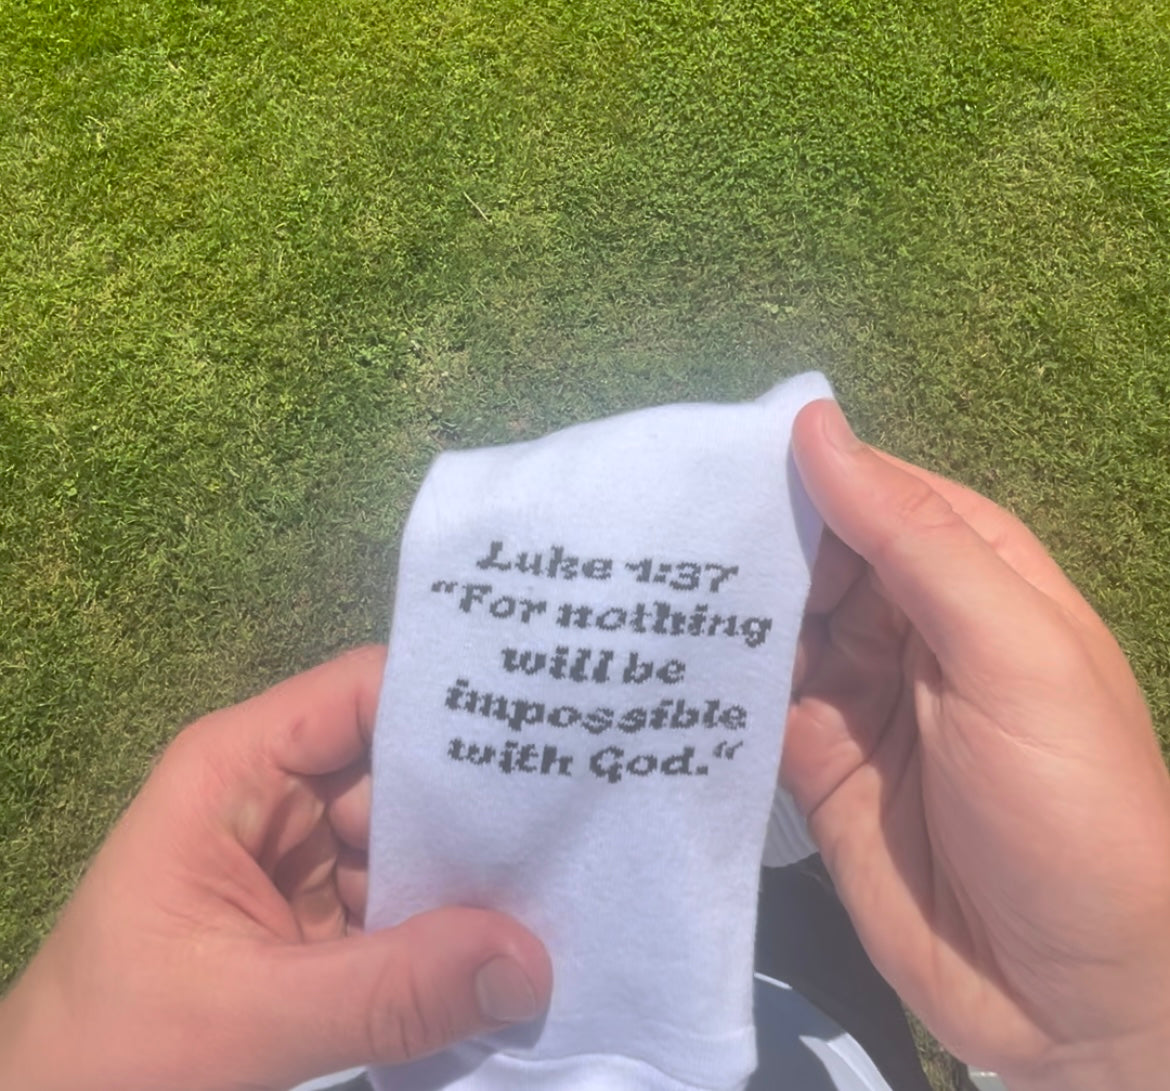 Luke 1:37
“For nothing
will be
impossible
with God.“